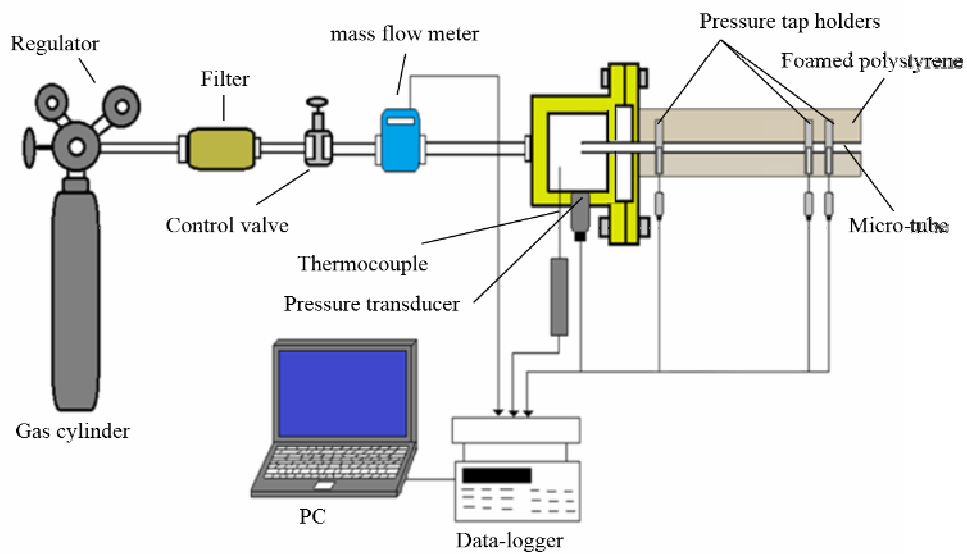 Pressure tap holders
mass flow meter
Regulator
Foamed polystyrene
Filter
Control valve
Micro-tube
Thermocouple
Pressure transducer
Gas cylinder
PC
Data-logger